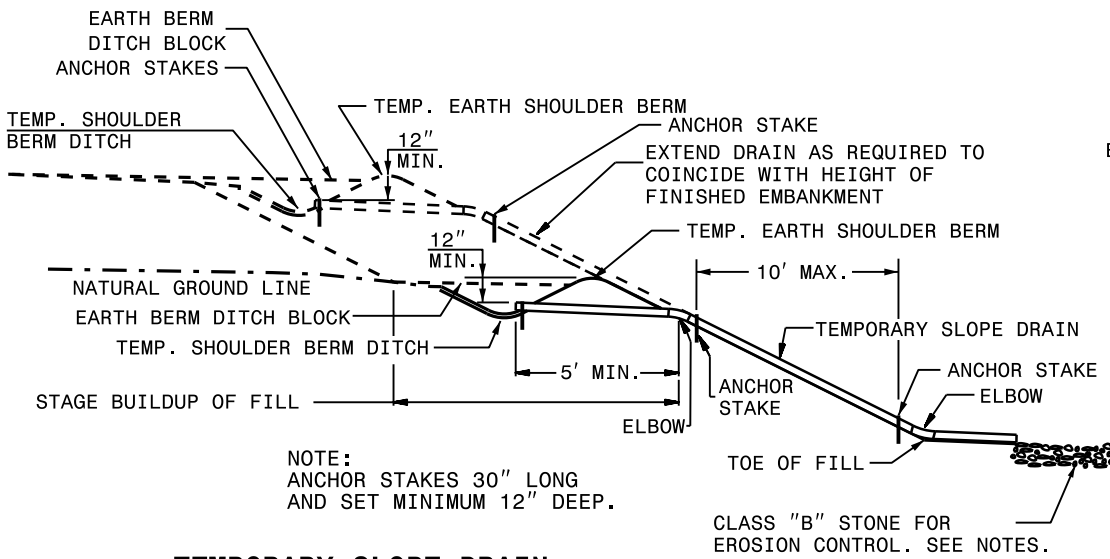 EARTH BERM
DITCH BLOCK
ANCHOR STAKES
TEMP. SHOULDER
BERM DITCH
TEMP. EARTH SHOULDER BERM
12"
MIN.
ANCHOR STAKE
EXTEND DRAIN AS REQUIRED TO
COINCIDE WITH HEIGHT OF
FINISHED EMBANKMENT
12"
MIN.
TEMP. EARTH SHOULDER BERM
10' MAX.
NATURAL GROUND LINE
EARTH BERM DITCH BLOCK
TEMP. SHOULDER BERM DITCH
TEMPORARY SLOPE DRAIN
5' MIN.
ANCHOR
STAKE
ANCHOR STAKE
ELBOW
STAGE BUILDUP OF FILL
ELBOW
TOE OF FILL
NOTE:
ANCHOR STAKES 30" LONG
AND SET MINIMUM 12" DEEP.
CLASS "B" STONE FOR
EROSION CONTROL. SEE NOTES.
TEMPORARY SLOPE DRAIN